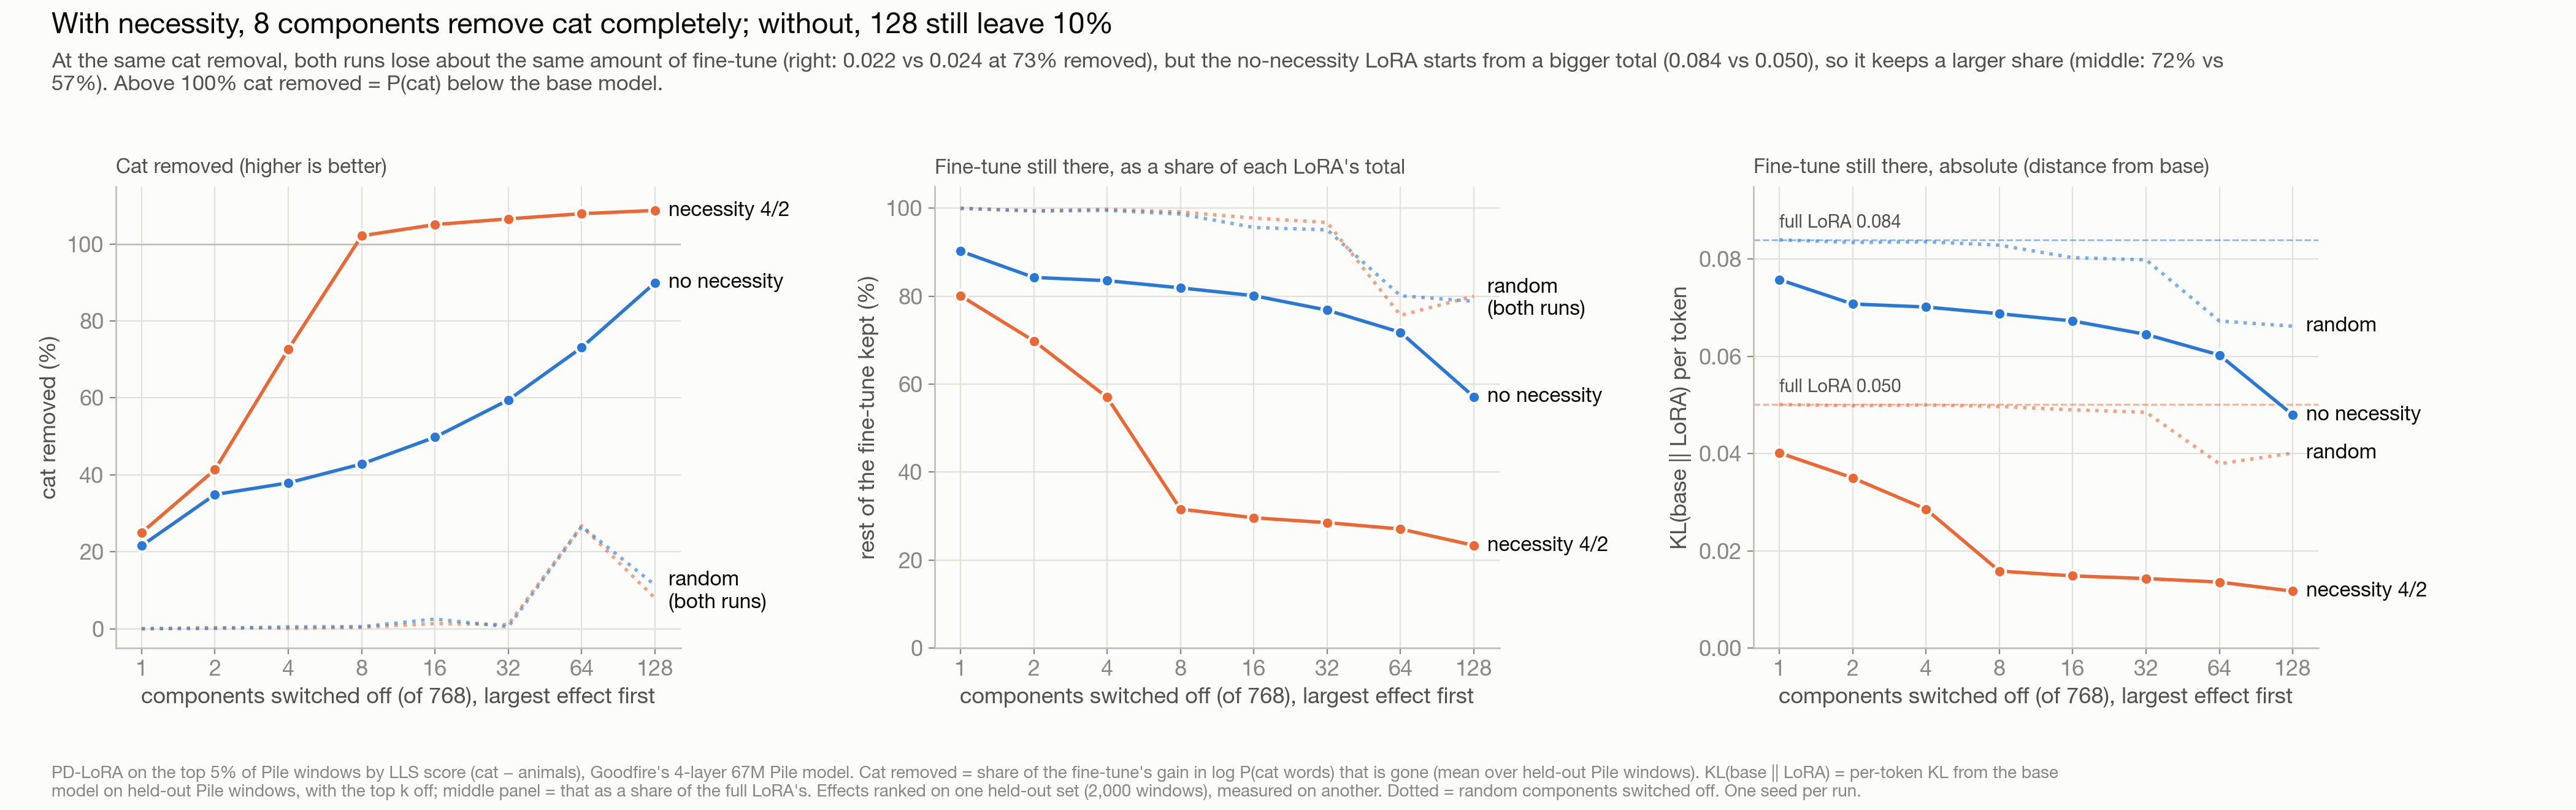 With necessity, 8 components remove cat completely; without, 128 still leave 10%
At the same cat removal, both runs lose about the same amount of fine-tune (right: 0.022 vs 0.024 at 73% removed), but the no-necessity LoRA starts from a bigger total (0.084 vs 0.050), so it keeps a larger share (middle: 72% vs
57%). Above 100% cat removed = P(cat) below the base model.
Cat removed (higher is better)
cat removed (%)
100
80
60
40
20
0
necessity 4/2
no necessity
random
(both runs)
1 2 4 8 16 32 64 128
components switched off (of 768), largest effect first
Fine-tune still there, as a share of each LoRA's total
rest of the fine-tune kept (%)
100
80
60
40
20
0
random
(both runs)
no necessity
necessity 4/2
1 2 4 8 16 32 64 128
components switched off (of 768), largest effect first
Fine-tune still there, absolute (distance from base)
KL(base || LoRA) per token
0.08
0.06
0.04
0.02
0.00
full LoRA 0.084
full LoRA 0.050
random
no necessity
random
necessity 4/2
1 2 4 8 16 32 64 128
components switched off (of 768), largest effect first
PD-LoRA on the top 5% of Pile windows by LLS score (cat − animals), Goodfire's 4-layer 67M Pile model. Cat removed = share of the fine-tune's gain in log P(cat words) that is gone (mean over held-out Pile windows). KL(base || LoRA) = per-token KL from the base
model on held-out Pile windows, with the top k off; middle panel = that as a share of the full LoRA's. Effects ranked on one held-out set (2,000 windows), measured on another. Dotted = random components switched off. One seed per run.